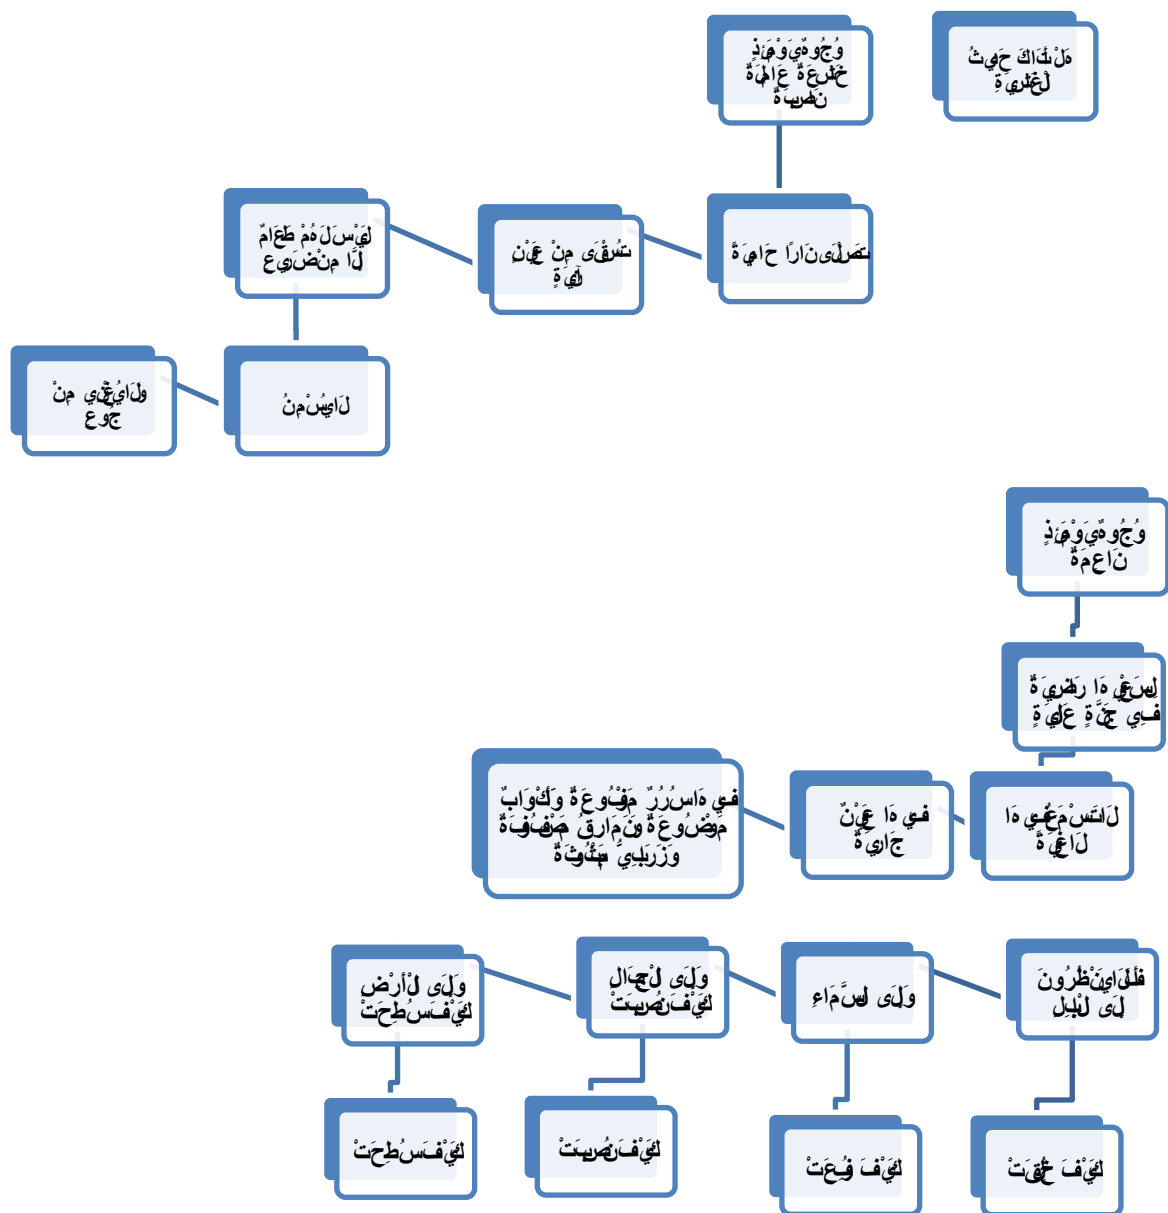 هَلْ أَتَاكَ حَدِيثُ
الْغَاشِيَةِ
وُجُوهٌ يَوْمَئِذٍ
خَاشِعَةٌ عَامِلَةٌ
نَاصِبَةٌ
تَصْلَىٰ نَارًا حَامِيَةً
تُسْقَىٰ مِنْ عَيْنٍ
آنِيَةٍ
لَيْسَ لَهُمْ طَعَامٌ
إِلَّا مِنْ ضَرِيعٍ
لَا يُسْمِنُ
وَلَا يُغْنِي مِنْ
جُوعٍ
وُجُوهٌ يَوْمَئِذٍ
نَاعِمَةٌ
لِسَعْيِهَا رَاضِيَةٌ
فِي جَنَّةٍ عَالِيَةٍ
لَا تَسْمَعُ فِيهَا
لَاغِيَةً
فِيهَا عَيْنٌ
جَارِيَةٌ
فِيهَا سُرُرٌ مَرْفُوعَةٌ وَأَكْوَابٌ
مَوْضُوعَةٌ وَنَمَارِقُ مَصْفُوفَةٌ
وَزَرَابِيُّ مَبْثُوثَةٌ
أَفَلَا يَنْظُرُونَ
إِلَى الْإِبِلِ
وَإِلَى السَّمَاءِ
وَإِلَى الْجِبَالِ
كَيْفَ نُصِبَتْ
وَإِلَى الْأَرْضِ
كَيْفَ سُطِحَتْ
كَيْفَ خُلِقَتْ
كَيْفَ رُفِعَتْ
كَيْفَ نُصِبَتْ
كَيْفَ سُطِحَتْ